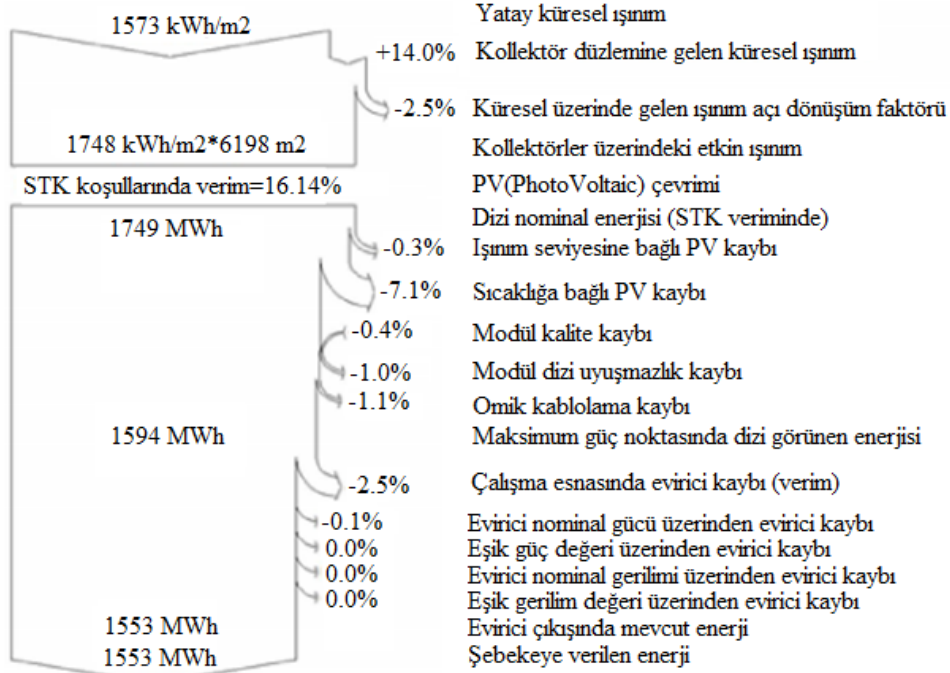 1573 kWh/m2 Yatay küresel ışınım
+14.0% Kollektör düzlemine gelen küresel ışınım
-2.5% Küresel üzerinde gelen ışınım açı dönüşüm faktörü
1748 kWh/m2*6198 m2 Kollektörler üzerindeki etkin ışınım
STK koşullarında verim=16.14% PV(PhotoVoltaic) çevrimi
1749 MWh Dizi nominal enerjisi (STK veriminde)
-0.3% Işınım seviyesine bağlı PV kaybı
-7.1% Sıcaklığa bağlı PV kaybı
-0.4% Modül kalite kaybı
-1.0% Modül dizi uyuşmazlık kaybı
-1.1% Omik kablolama kaybı
1594 MWh Maksimum güç noktasında dizi görünen enerjisi
-2.5% Çalışma esnasında evirici kaybı (verim)
-0.1% Evirici nominal gücü üzerinden evirici kaybı
0.0% Eşik güç değeri üzerinden evirici kaybı
0.0% Evirici nominal gerilimi üzerinden evirici kaybı
0.0% Eşik gerilim değeri üzerinden evirici kaybı
1553 MWh Evirici çıkışında mevcut enerji
1553 MWh Şebekeye verilen enerji